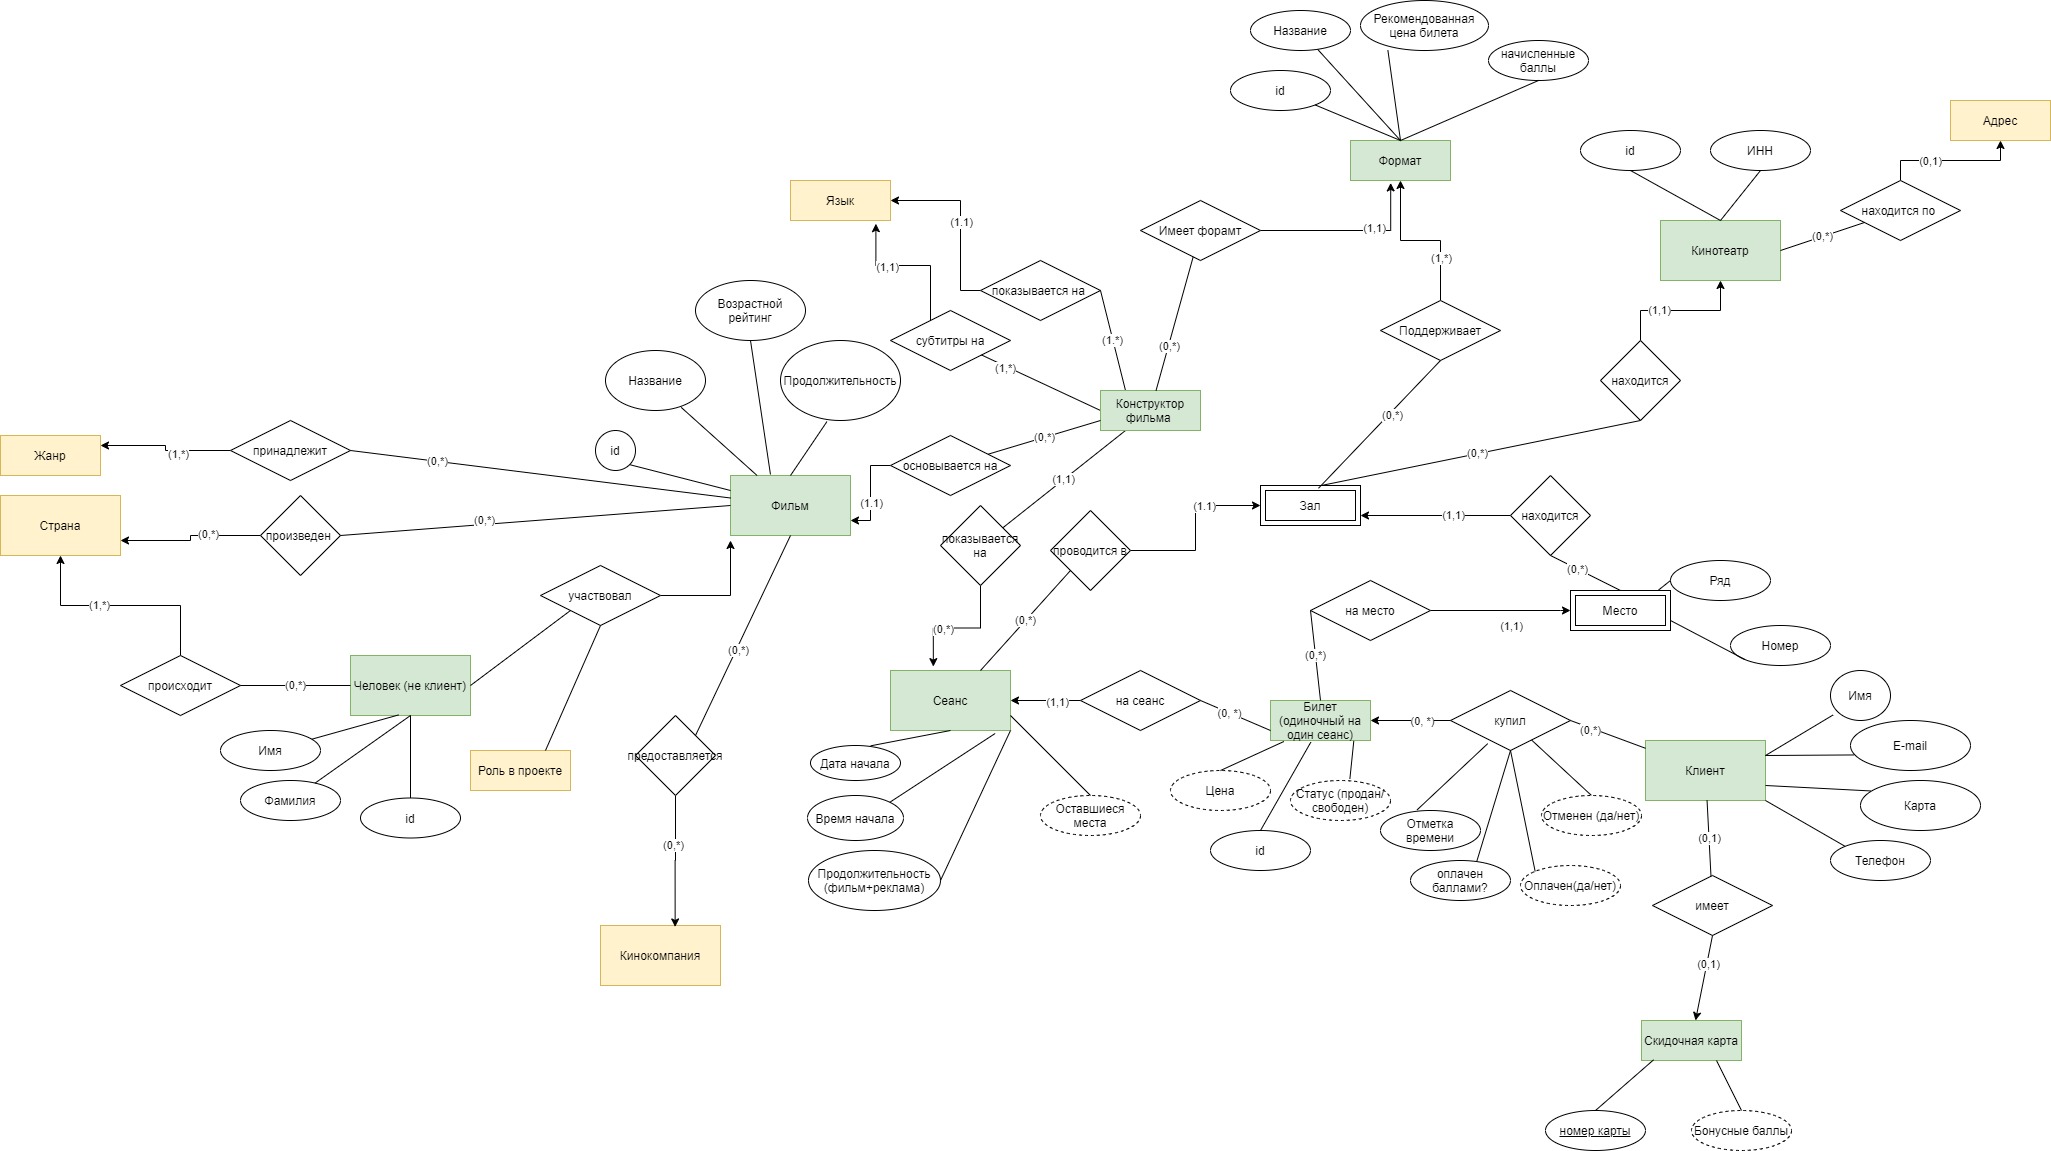 Название
Рекомендованная
цена билета
начисленные
баллы
id
Формат
Адрес
id
ИНН
(0,1)
Язык
находится по
(1.1)
Имеет форамт
(1,1)
(0,*)
Кинотеатр
(1,*)
(1,1)
показывается на
Возрастной
рейтинг
(1,1)
Поддерживает
субтитры на
(1.*)
(0,*)
(1,*)
Название
Продолжительность
находится
Конструктор
фильма
(0,*)
(0,*)
id
принадлежит
(1,*)
Жанр
(0,*)
(0,*)
основывается на
(1,1)
(1.1)
(1.1)
Фильм
Зал
(1,1)
находится
Страна
(0,*)
(0,*)
произведен
показывается
на
проводится в
(0,*)
Ряд
участвовал
(1,*)
на место
Место
(0,*)
(0,*)
(1,1)
Номер
(0,*)
(0,*)
происходит
(0,*)
Человек (не клиент)
Сеанс
(1,1)
на сеанс
(0, *)
Билет
(одиночный на
один сеанс)
(0, *)
купил
(0,*)
Имя
E-mail
Имя
предоставляется
Роль в проекте
Дата начала
Клиент
Цена
Статус (продан/
свободен)
Фамилия
id
Время начала
Оставшиеся
места
Отметка
времени
Отменен (да/нет)
Карта
(0,*)
(0,1)
id
Телефон
Продолжительность
(фильм+реклама)
оплачен
баллами?
Оплачен(да/нет)
имеет
Кинокомпания
(0,1)
Скидочная карта
номер карты
Бонусные баллы